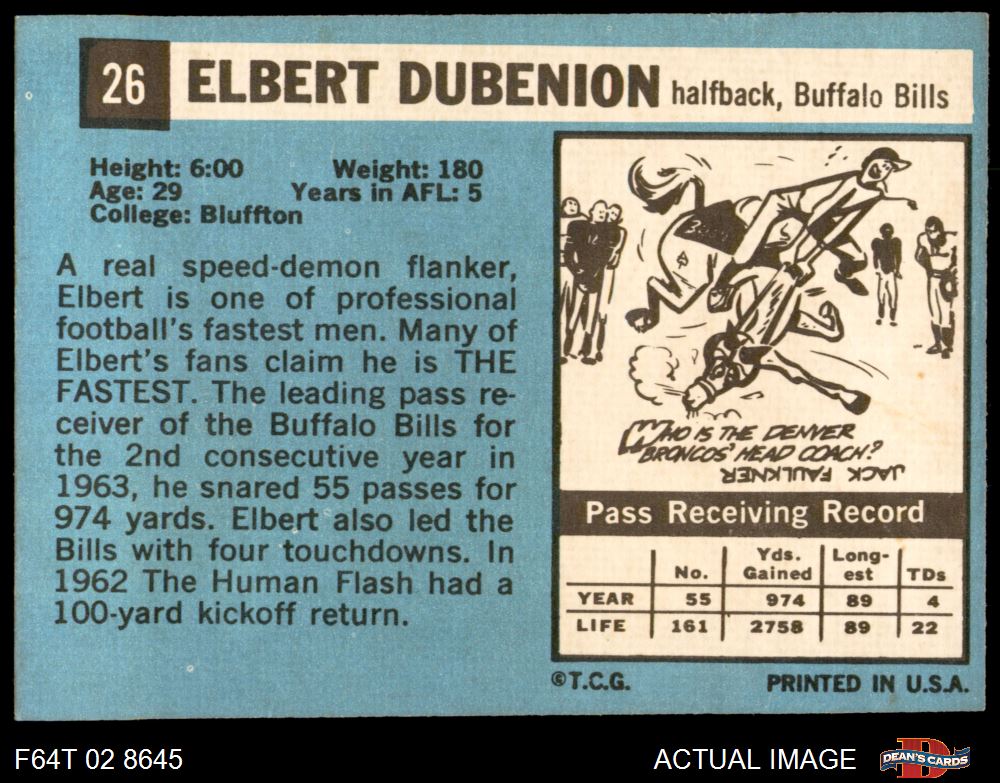 26 ELBERT DUBENION halfback, Buffalo Bills
Height: 6:00 Weight: 180
Age: 29 Years in AFL: 5
College: Bluffton
A real speed-demon flanker,
Elbert is one of professional
football's fastest men. Many of
Elbert's fans claim he is THE
FASTEST. The leading pass re-
ceiver of the Buffalo Bills for
the 2nd consecutive year in
1963, he snared 55 passes for
974 yards. Elbert also led the
Bills with four touchdowns. In
1962 The Human Flash had a
100-yard kickoff return.
WHO IS THE DENVER
BRONCOS' HEAD COACH?
JACK FAULKNER
Pass Receiving Record
No. Yds. Gained Long-est TDs
YEAR 55 974 89 4
LIFE 161 2758 89 22
©T.C.G. PRINTED IN U.S.A.
F64T 02 8645 ACTUAL IMAGE DEAN'S CARDS